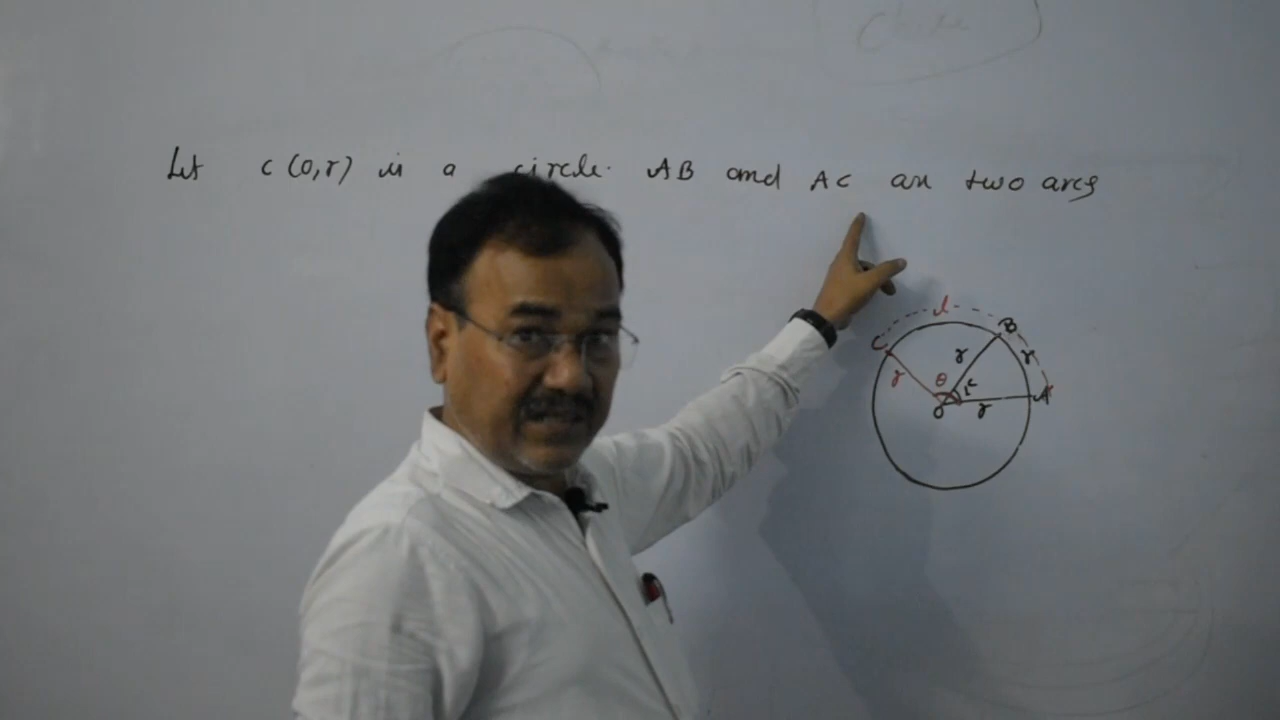 Let C(O,r) is a circle. AB and AC are two arcs
l
B
C
r
r
r
θ
1ᶜ
A
O
r